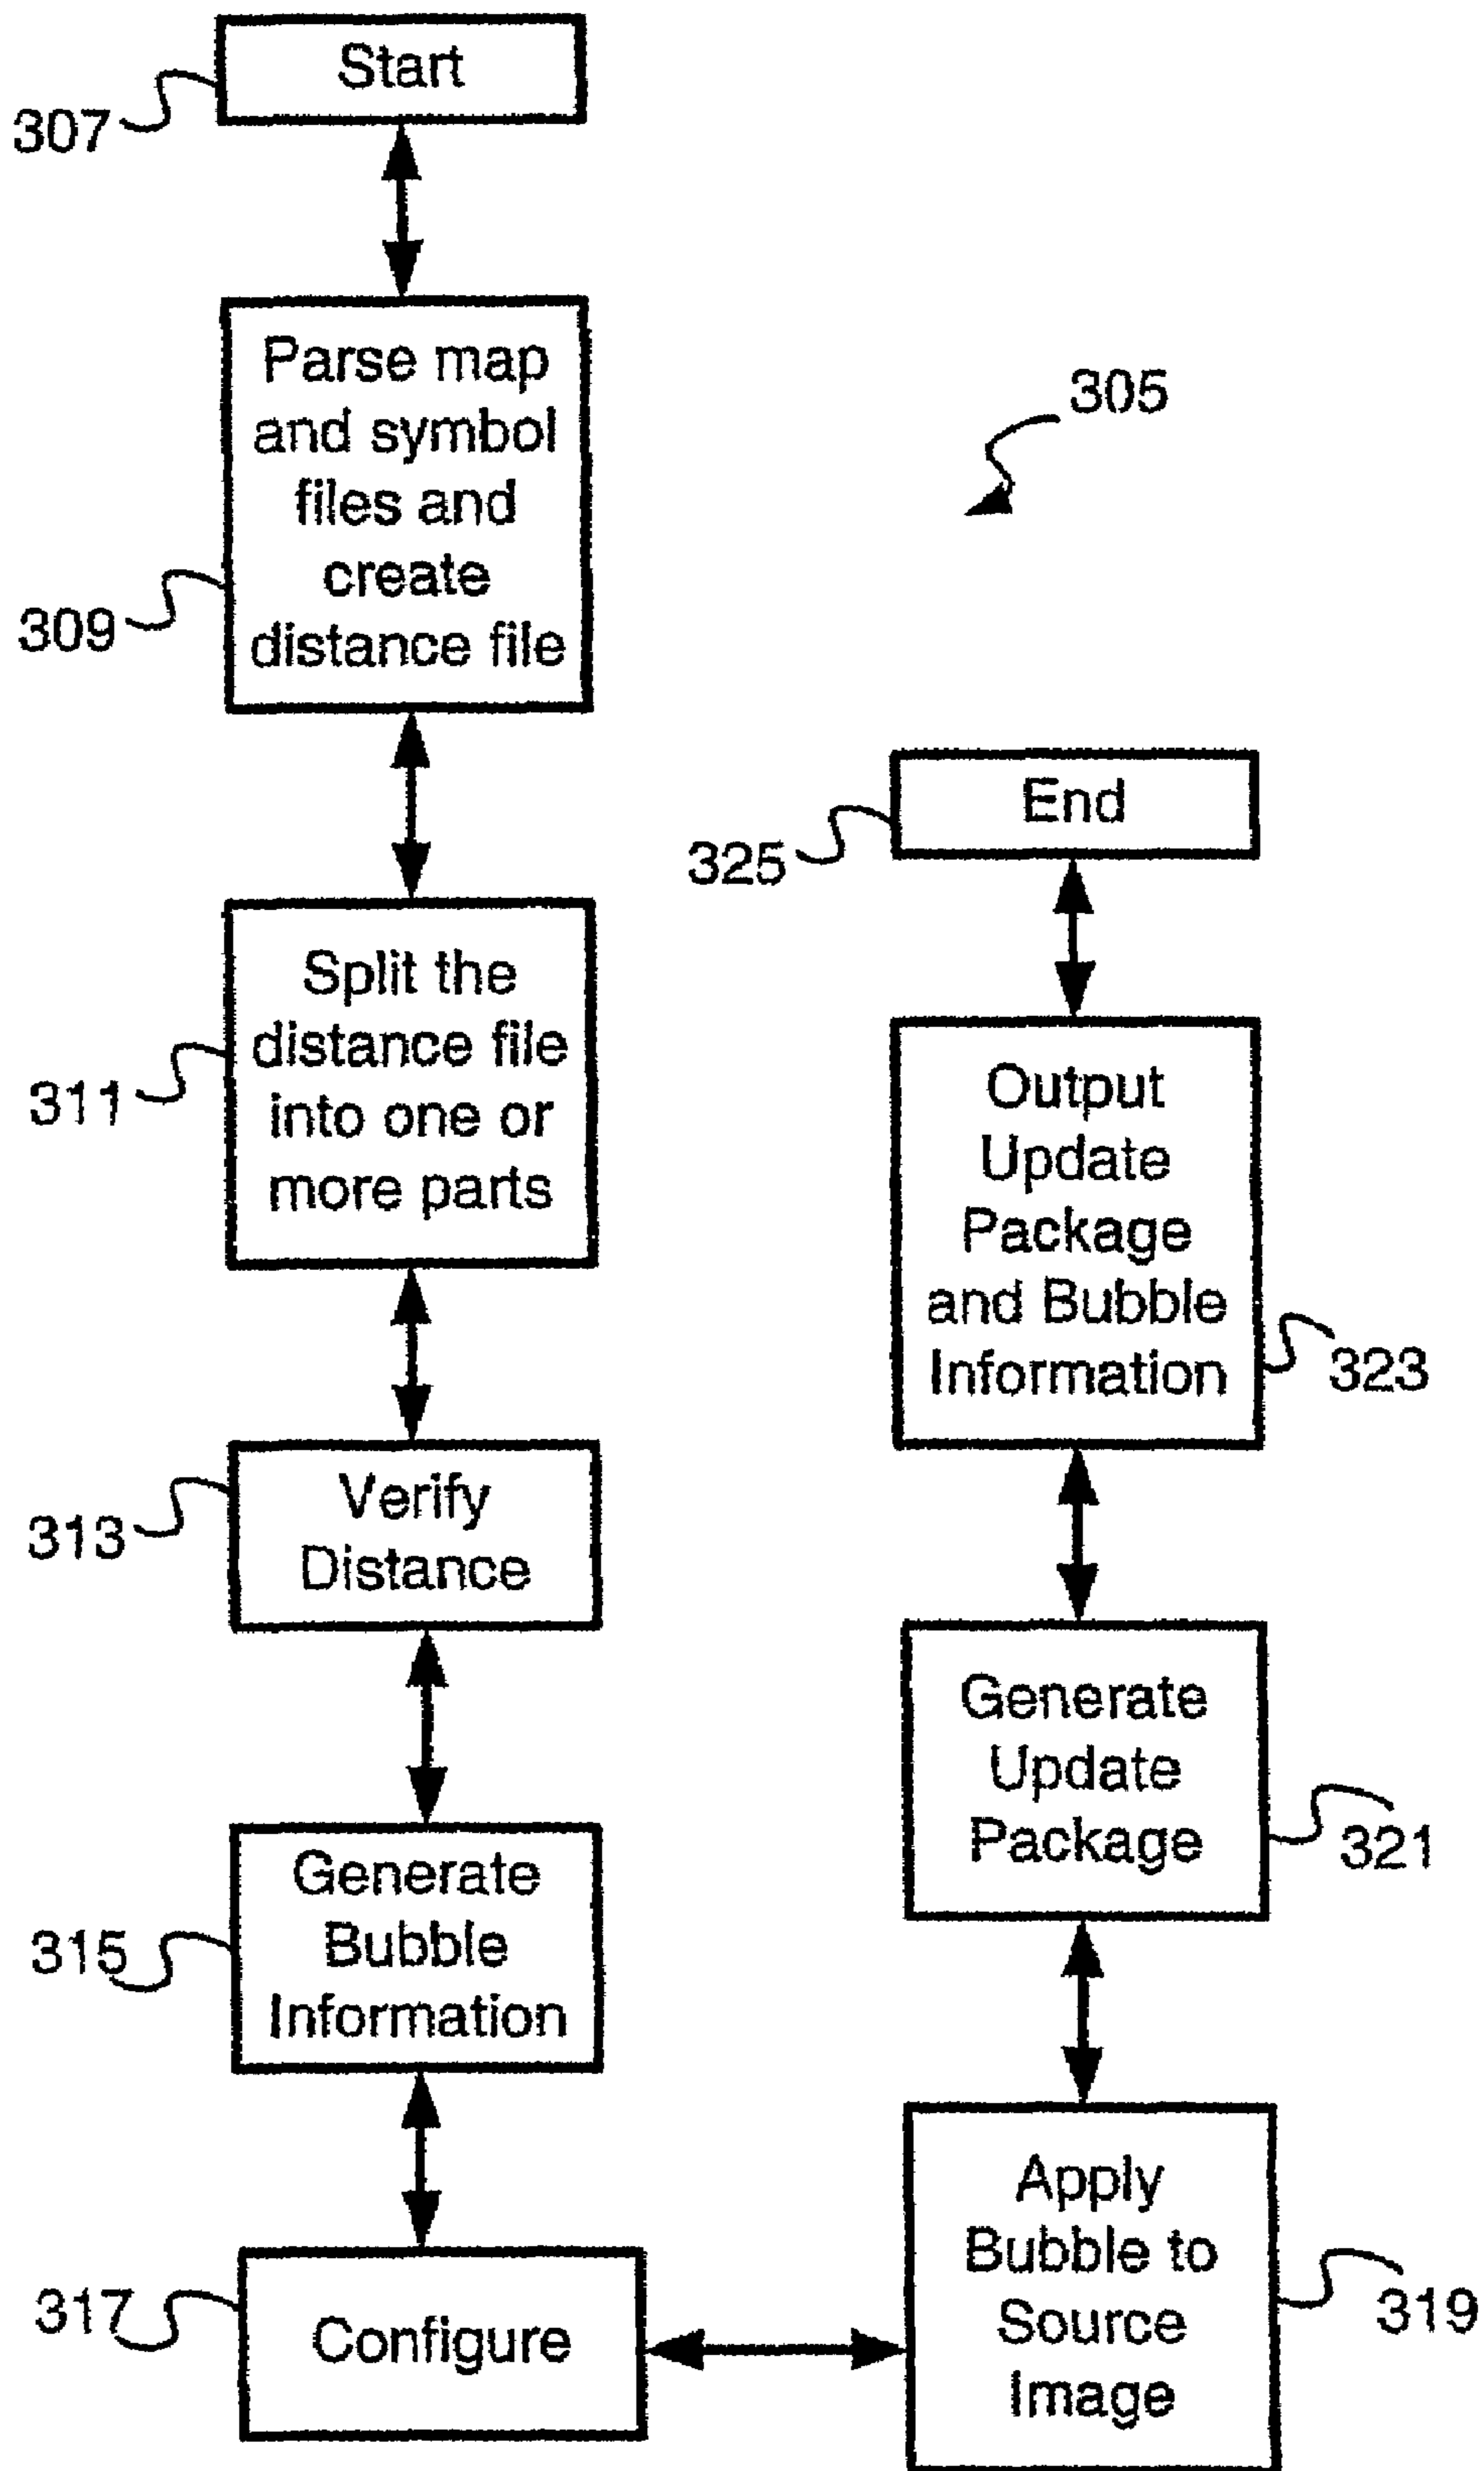 Start
307
Parse map
and symbol
files and
create
distance file
309
305
Split the
distance file
into one or
more parts
311
Verify
Distance
313
Generate
Bubble
Information
315
Configure
317
Apply
Bubble to
Source
Image
319
Generate
Update
Package
321
Output
Update
Package
and Bubble
Information
323
End
325